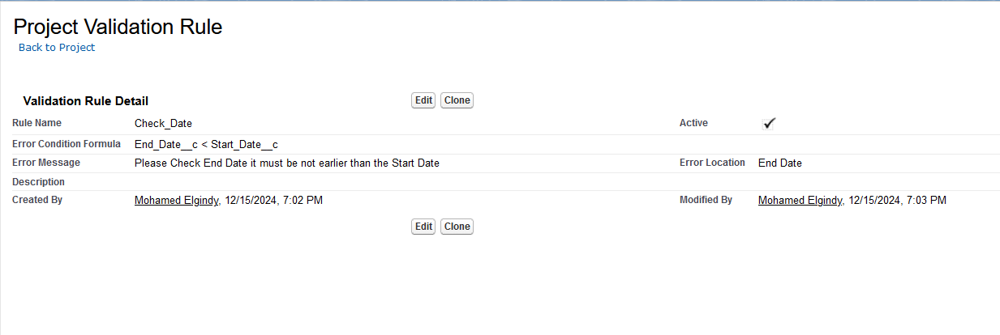 Project Validation Rule
Back to Project
Validation Rule Detail Edit Clone
Rule Name Check_Date Active
Error Condition Formula End_Date__c < Start_Date__c
Error Message Please Check End Date it must be not earlier than the Start Date Error Location End Date
Description
Created By Mohamed Elgindy, 12/15/2024, 7:02 PM Modified By Mohamed Elgindy, 12/15/2024, 7:03 PM
Edit Clone